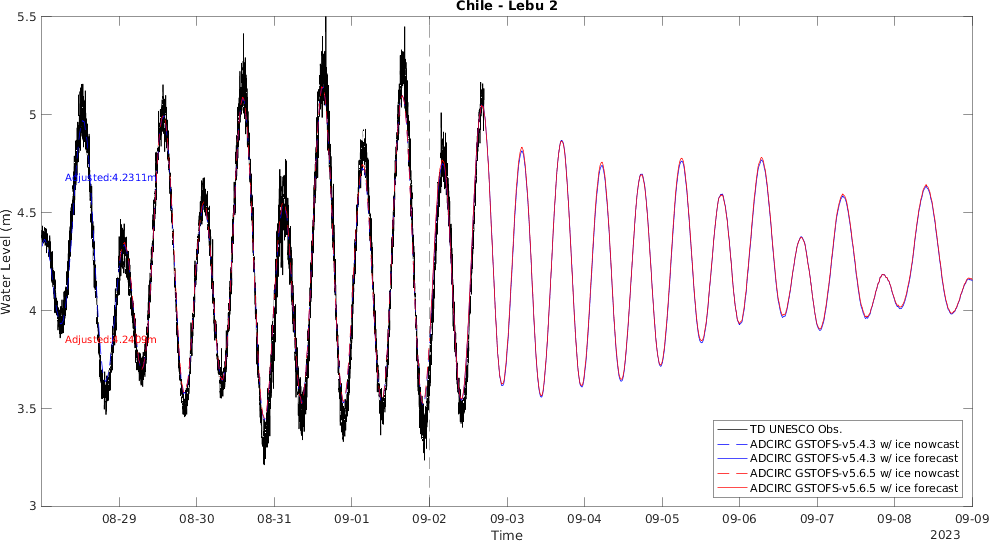 Chile - Lebu 2
5.5
5
4.5
4
3.5
3
Water Level (m)
Adjusted:4.2311m
Adjusted:4.2409m
TD UNESCO Obs.
ADCIRC GSTOFS-v5.4.3 w/ ice nowcast
ADCIRC GSTOFS-v5.4.3 w/ ice forecast
ADCIRC GSTOFS-v5.6.5 w/ ice nowcast
ADCIRC GSTOFS-v5.6.5 w/ ice forecast
08-29 08-30 08-31 09-01 09-02 09-03 09-04 09-05 09-06 09-07 09-08 09-09
Time
2023